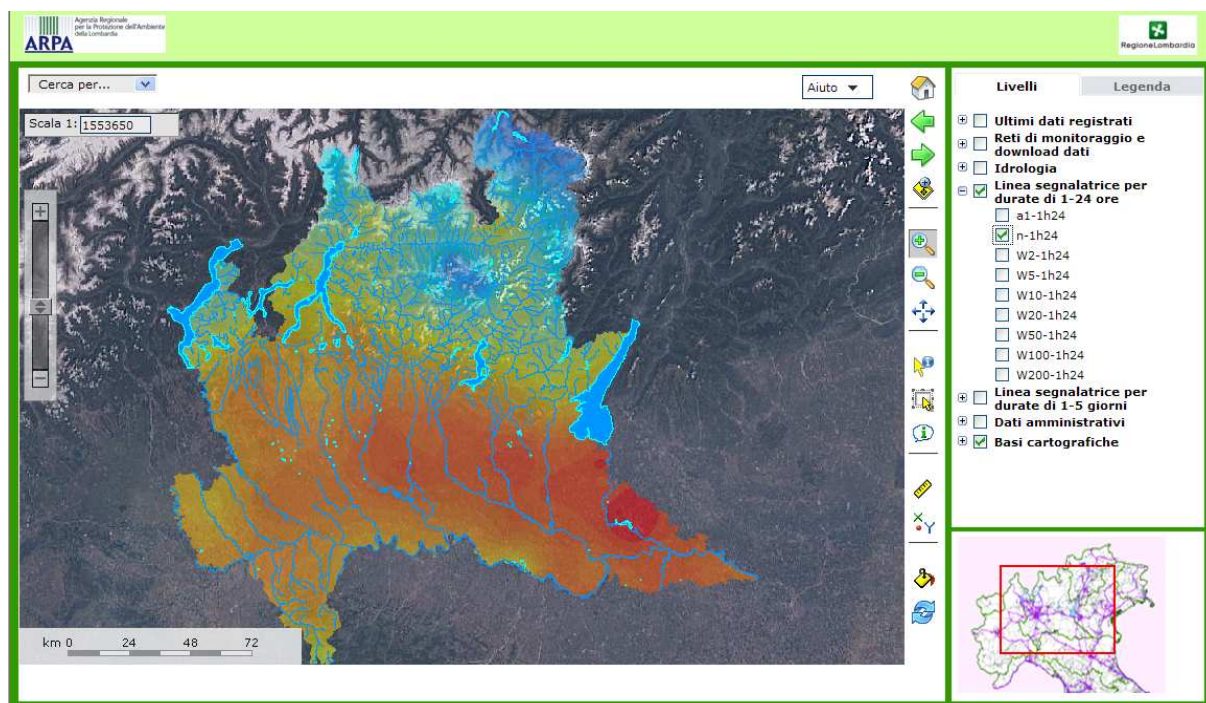 ARPA
Agenzia Regionale
per la Protezione dell'Ambiente
della Lombardia
RegioneLombardia
Cerca per...
Aiuto
Scala 1: 1553650
km 0 24 48 72
Livelli
Legenda
Ultimi dati registrati
Reti di monitoraggio e
download dati
Idrologia
Linea segnalatrice per
durate di 1-24 ore
a1-1h24
n-1h24
W2-1h24
W5-1h24
W10-1h24
W20-1h24
W50-1h24
W100-1h24
W200-1h24
Linea segnalatrice per
durate di 1-5 giorni
Dati amministrativi
Basi cartografiche
X
Y